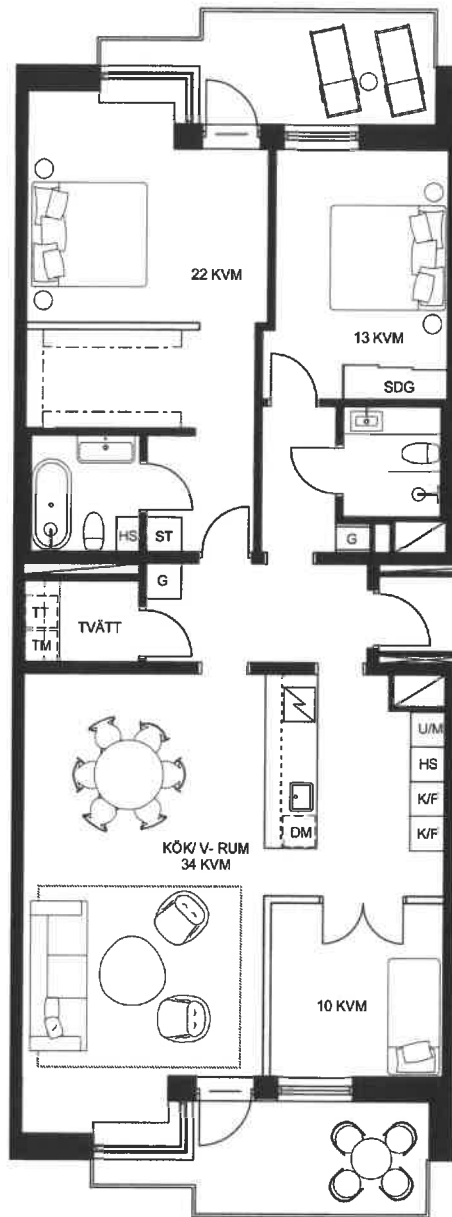 22 KVM
13 KVM
SDG
HS
ST
G
G
TT
TVÄTT
TM
U/M
HS
K/F
DM
K/F
KÖK/ V- RUM
34 KVM
10 KVM